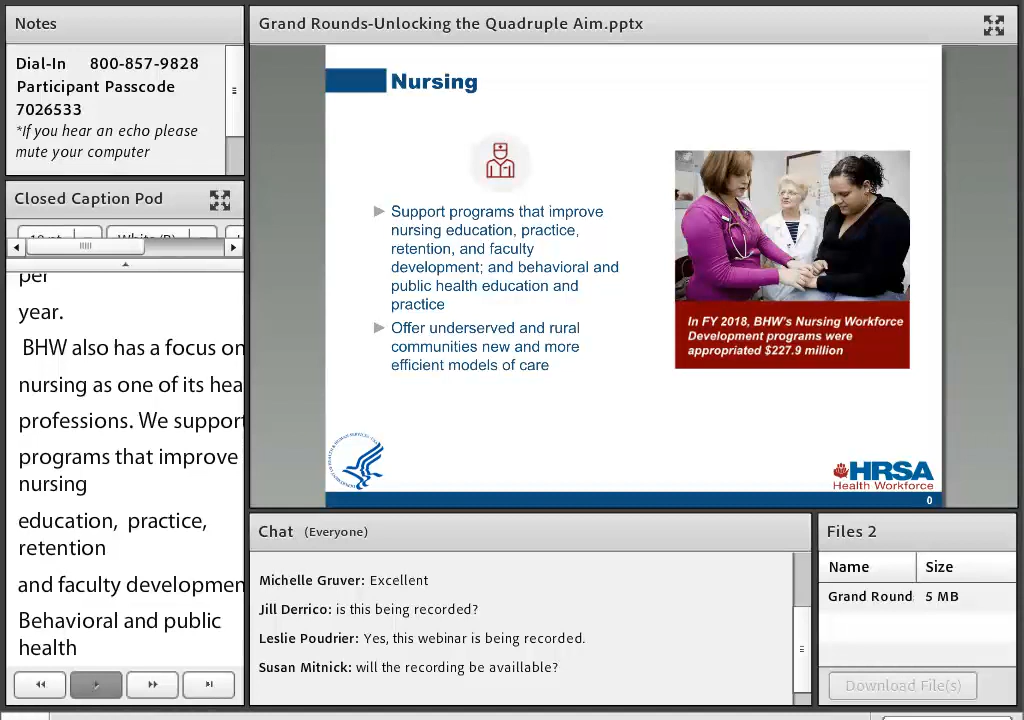 Notes
Dial-In 800-857-9828
Participant Passcode
7026533
*If you hear an echo please
mute your computer
Closed Caption Pod
per
year.
BHW also has a focus on
nursing as one of its hea
professions. We support
programs that improve
nursing
education, practice,
retention
and faculty developmen
Behavioral and public
health
Grand Rounds-Unlocking the Quadruple Aim.pptx
Nursing
Support programs that improve
nursing education, practice,
retention, and faculty
development; and behavioral and
public health education and
practice
Offer underserved and rural
communities new and more
efficient models of care
In FY 2018, BHW's Nursing Workforce
Development programs were
appropriated $227.9 million
HRSA
Health Workforce
0
Chat (Everyone)
Michelle Gruver: Excellent
Jill Derrico: is this being recorded?
Leslie Poudrier: Yes, this webinar is being recorded.
Susan Mitnick: will the recording be availlable?
Files 2
Name Size
Grand Round 5 MB
Download File(s)